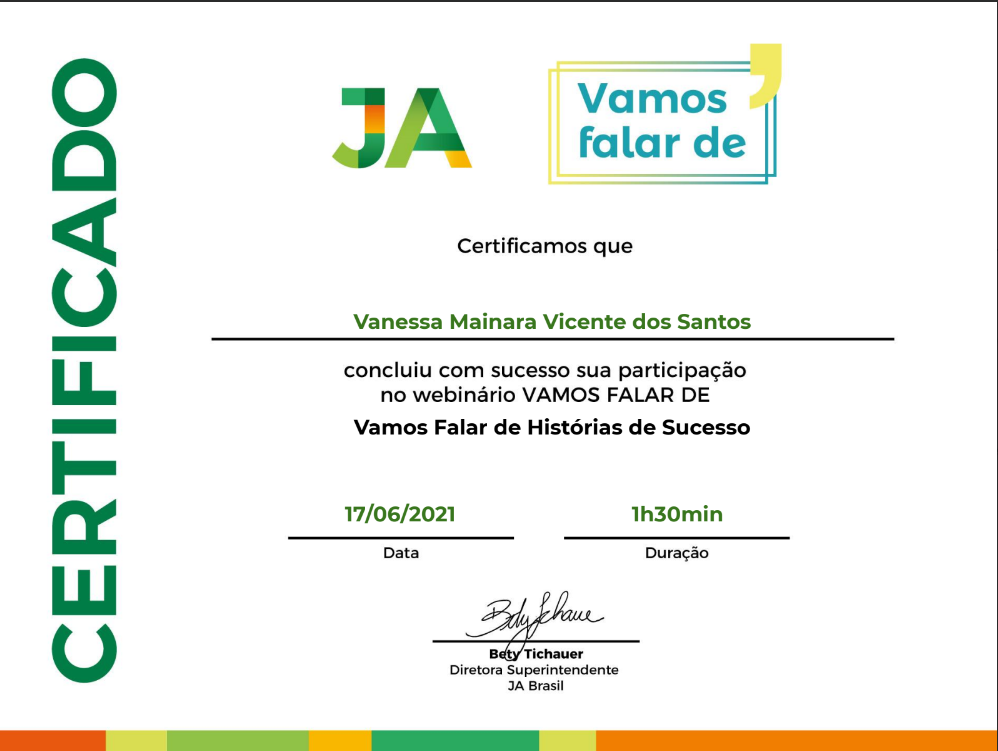 CERTIFICADO
JA
Vamos
falar de
Certificamos que
Vanessa Mainara Vicente dos Santos
concluiu com sucesso sua participação
no webinário VAMOS FALAR DE
Vamos Falar de Histórias de Sucesso
17/06/2021
1h30min
Data
Duração
Bety Tichauer
Diretora Superintendente
JA Brasil